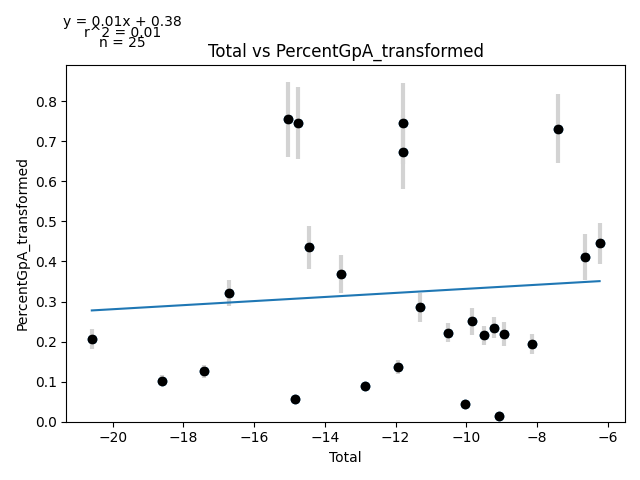 y = 0.01x + 0.38
r^2 = 0.01
n = 25
Total vs PercentGpA_transformed
PercentGpA_transformed
0.8
0.7
0.6
0.5
0.4
0.3
0.2
0.1
0.0
−20 −18 −16 −14 −12 −10 −8 −6
Total